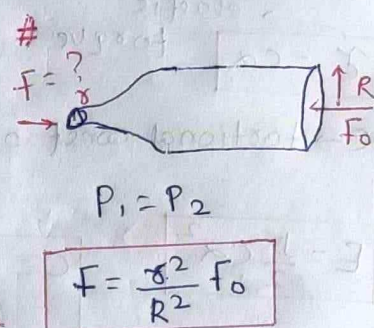 #
F = ?
r
R
F₀
P₁ = P₂
F = r²/R² F₀